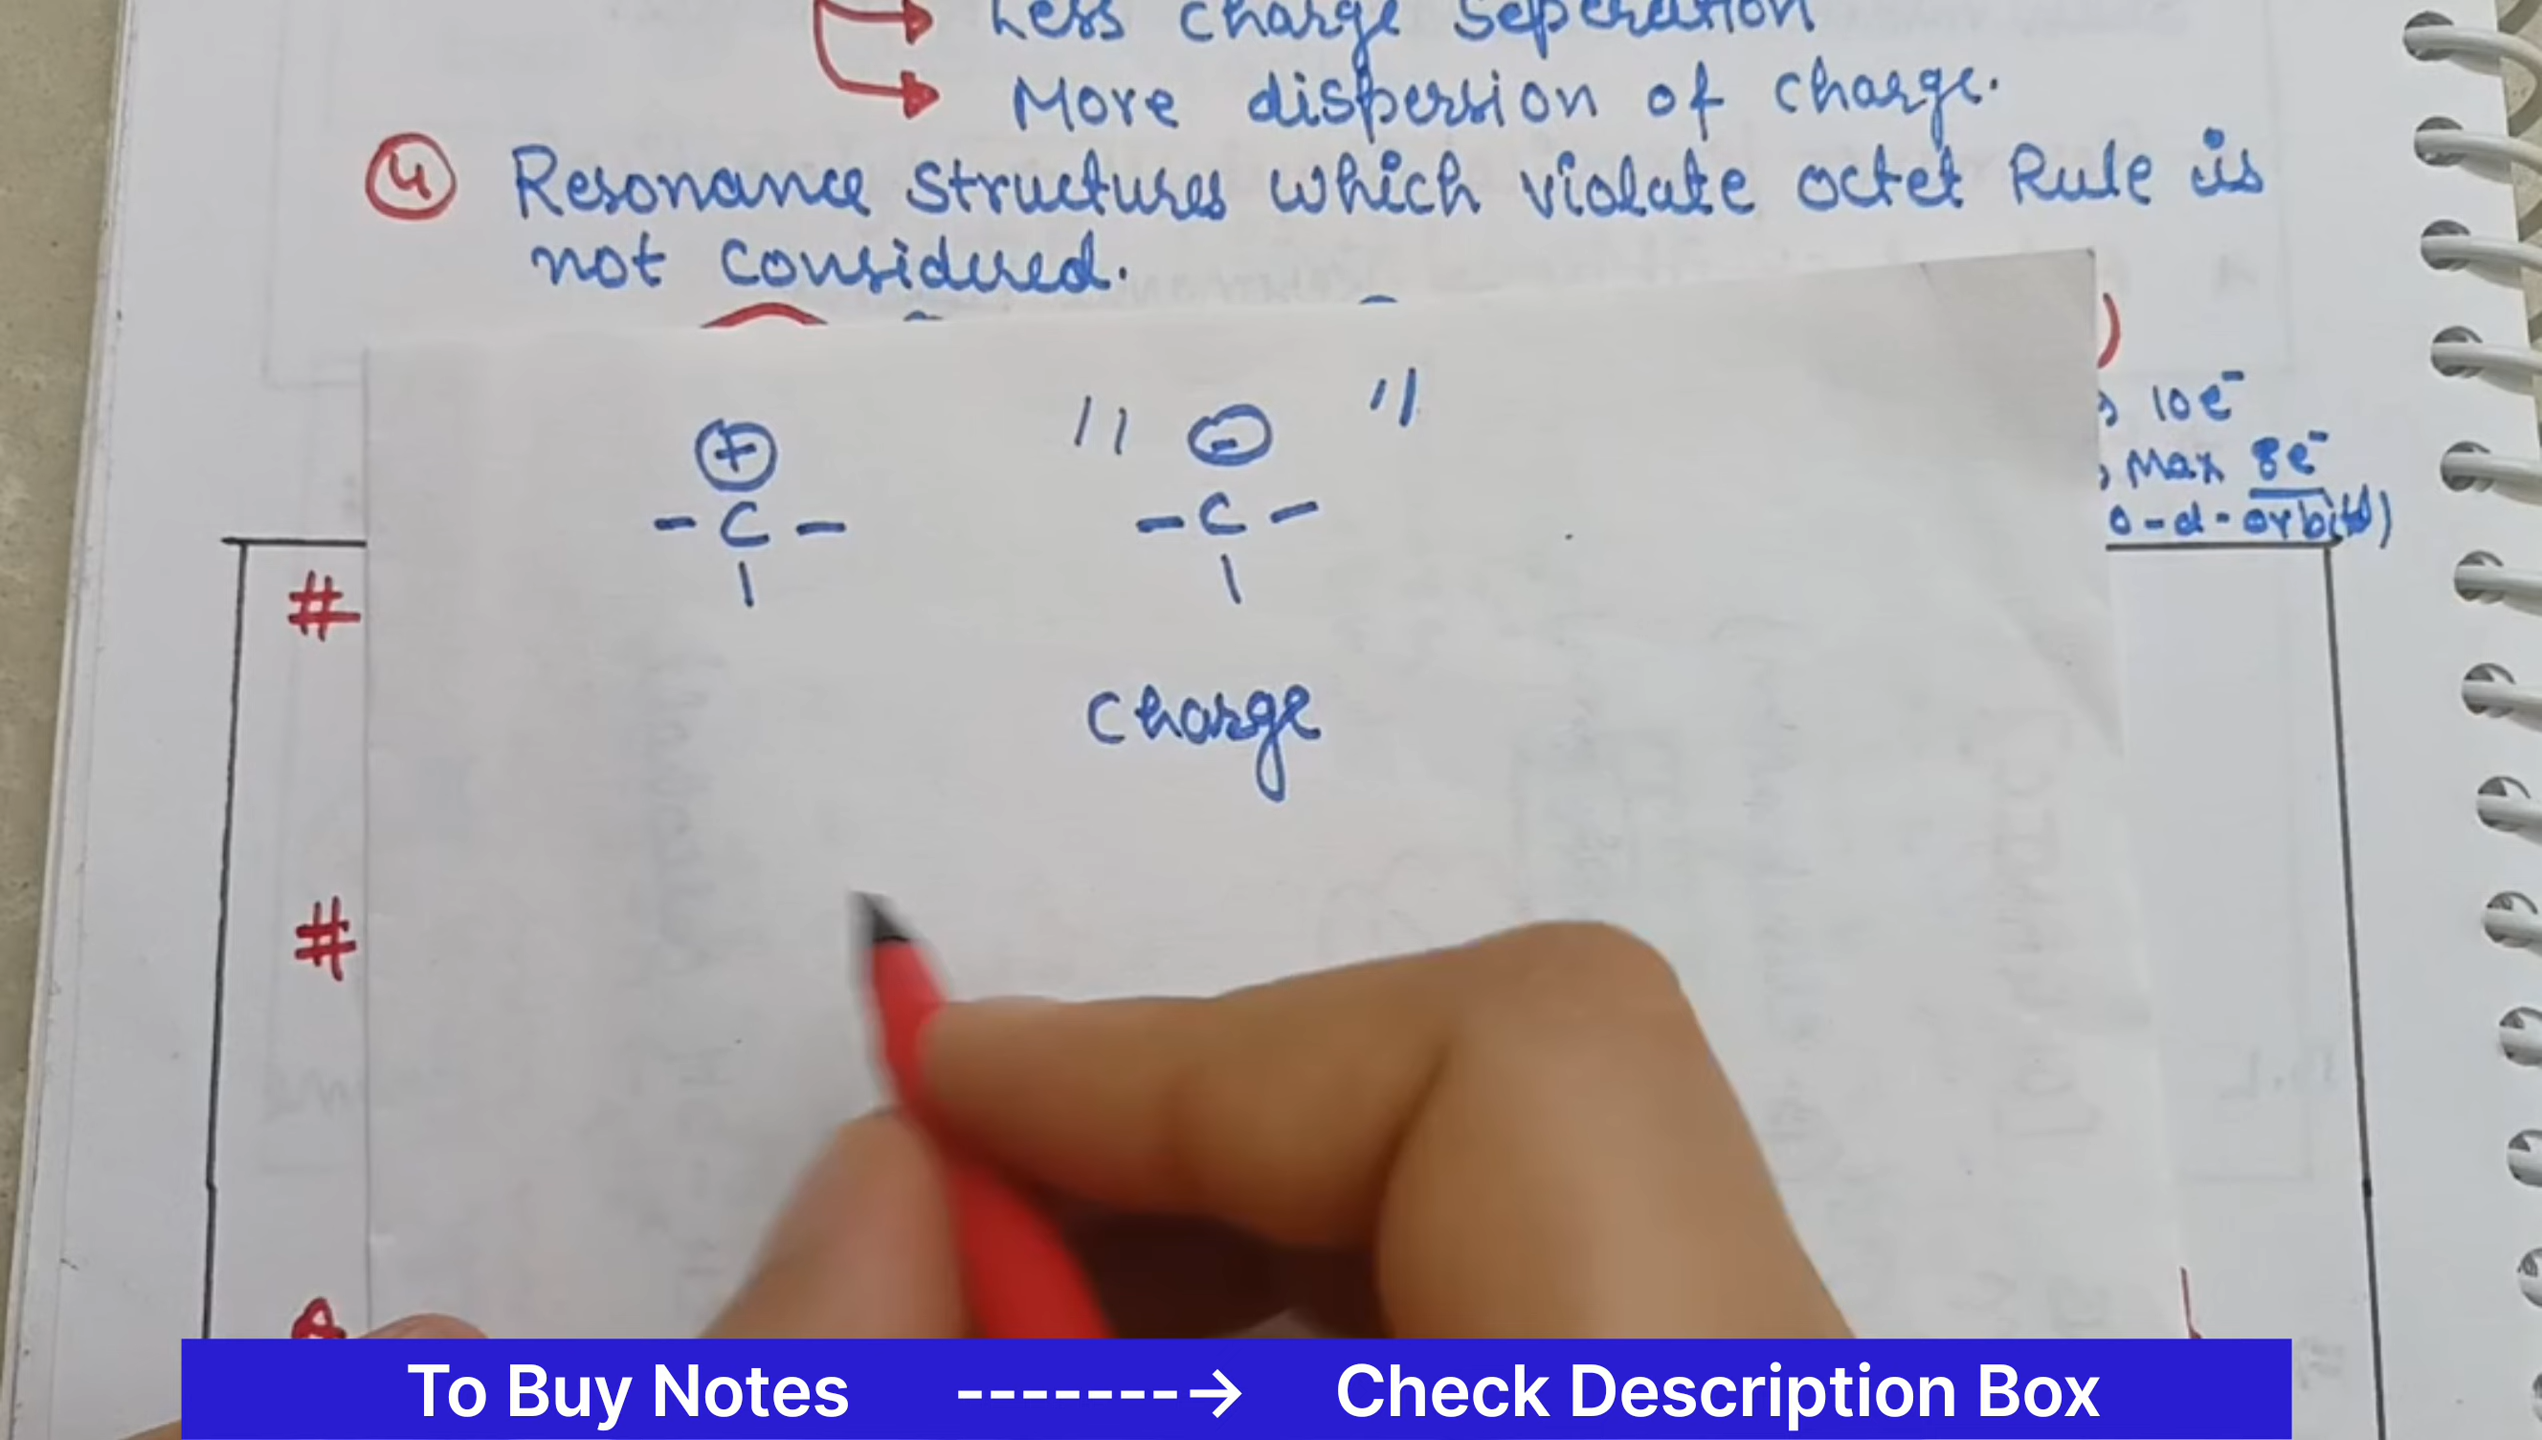 Less charge seperation
More dispersion of charge.
4 Resonance structures which violate octet Rule is
not considered.
10e⁻
Max 8e⁻
0-d-orbital)
+ " - "
-C- -C-
charge
#
#
To Buy Notes -------→ Check Description Box